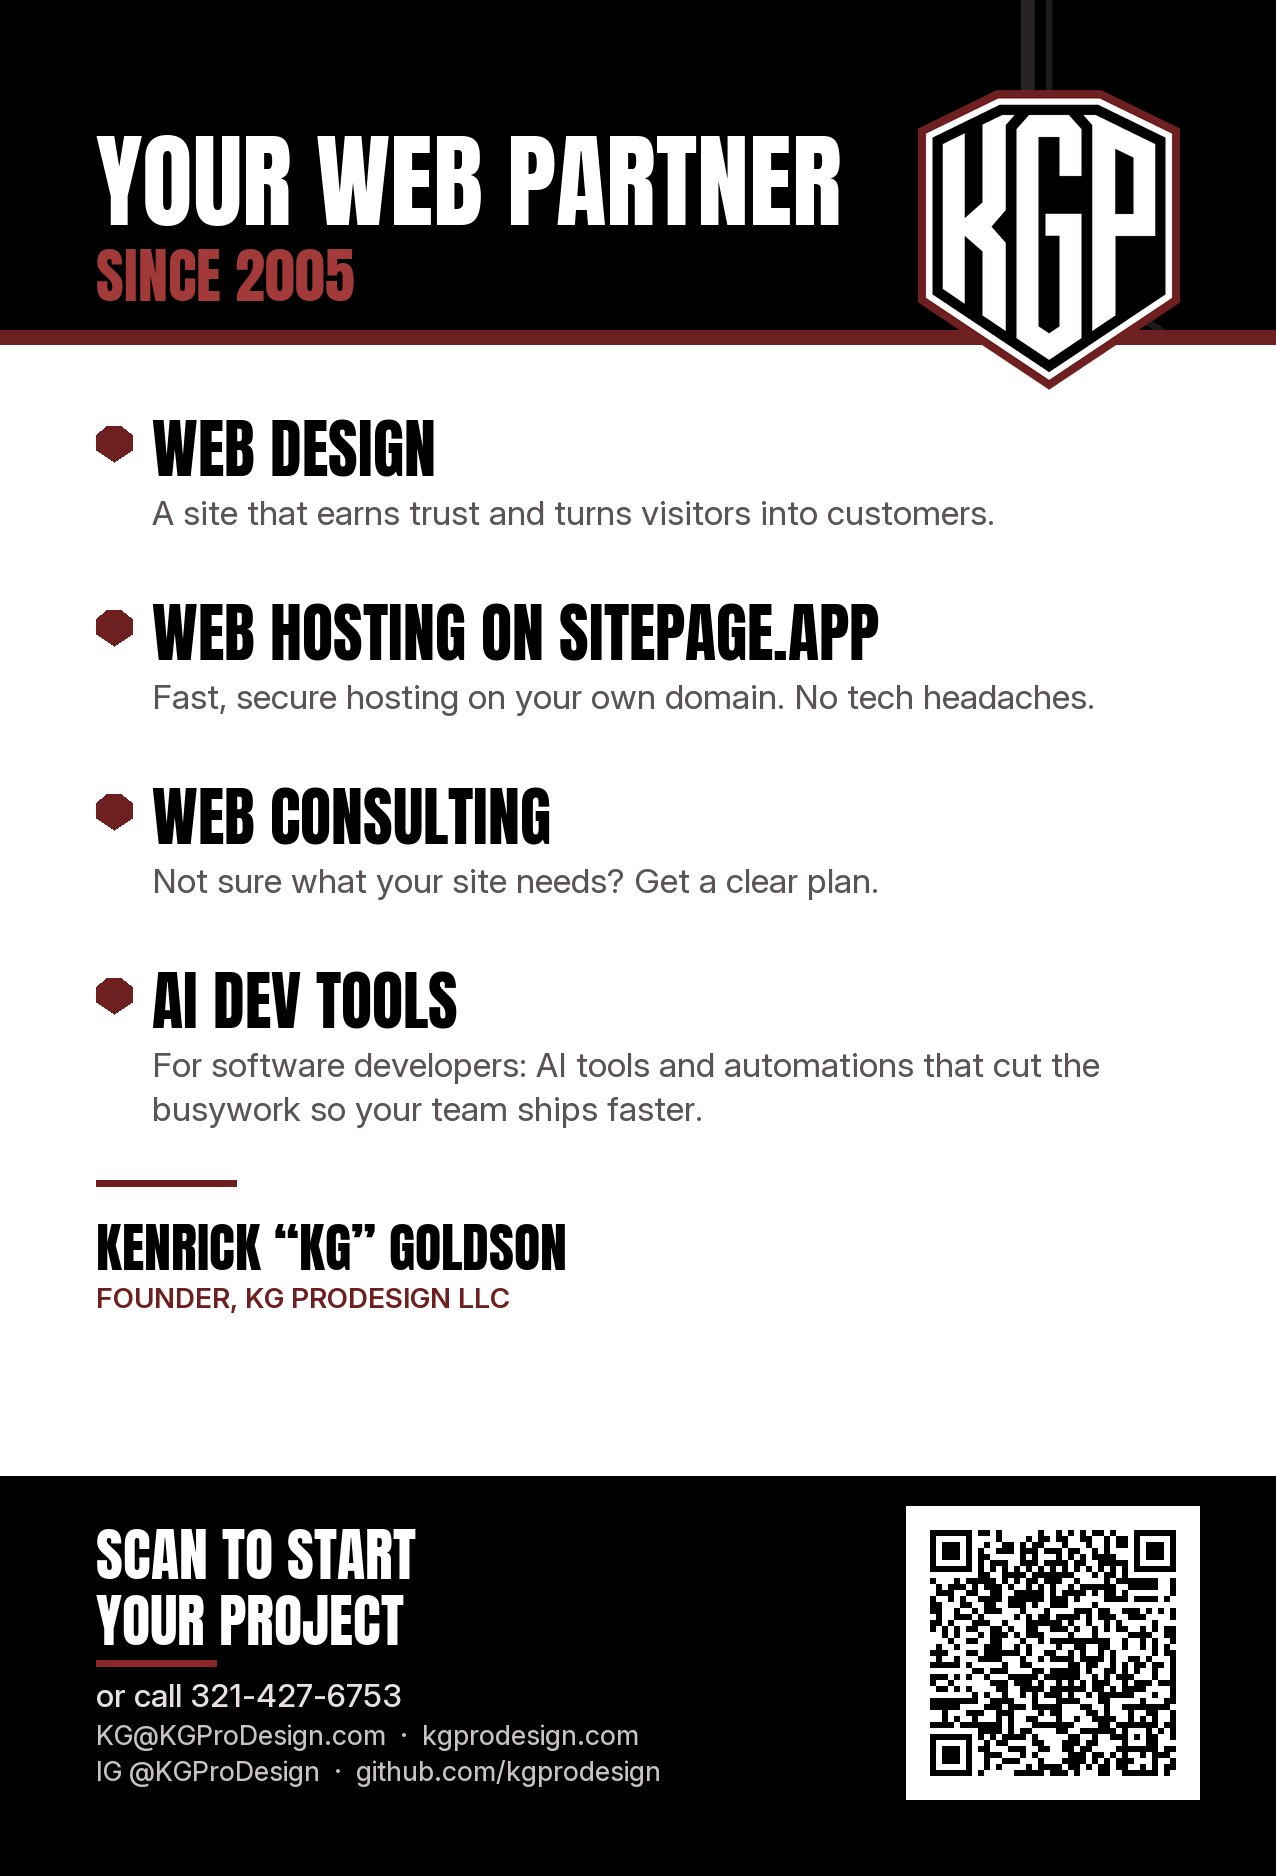 YOUR WEB PARTNER
SINCE 2005
KGP
WEB DESIGN
A site that earns trust and turns visitors into customers.
WEB HOSTING ON SITEPAGE.APP
Fast, secure hosting on your own domain. No tech headaches.
WEB CONSULTING
Not sure what your site needs? Get a clear plan.
AI DEV TOOLS
For software developers: AI tools and automations that cut the
busywork so your team ships faster.
KENRICK “KG” GOLDSON
FOUNDER, KG PRODESIGN LLC
SCAN TO START
YOUR PROJECT
or call 321-427-6753
KG@KGProDesign.com · kgprodesign.com
IG @KGProDesign · github.com/kgprodesign